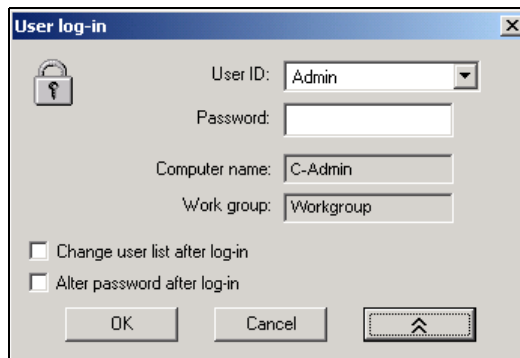 User log-in
User ID: Admin
Password:
Computer name: C-Admin
Work group: Workgroup
Change user list after log-in
Alter password after log-in
OK Cancel